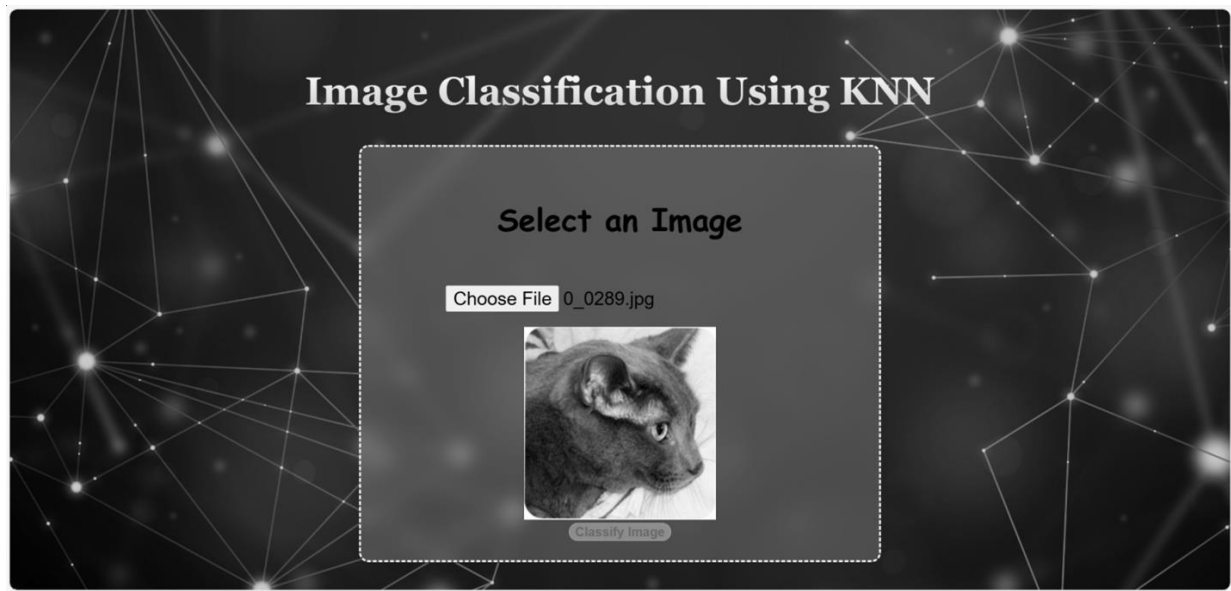 Image Classification Using KNN
Select an Image
Choose File 0_0289.jpg
Classify Image